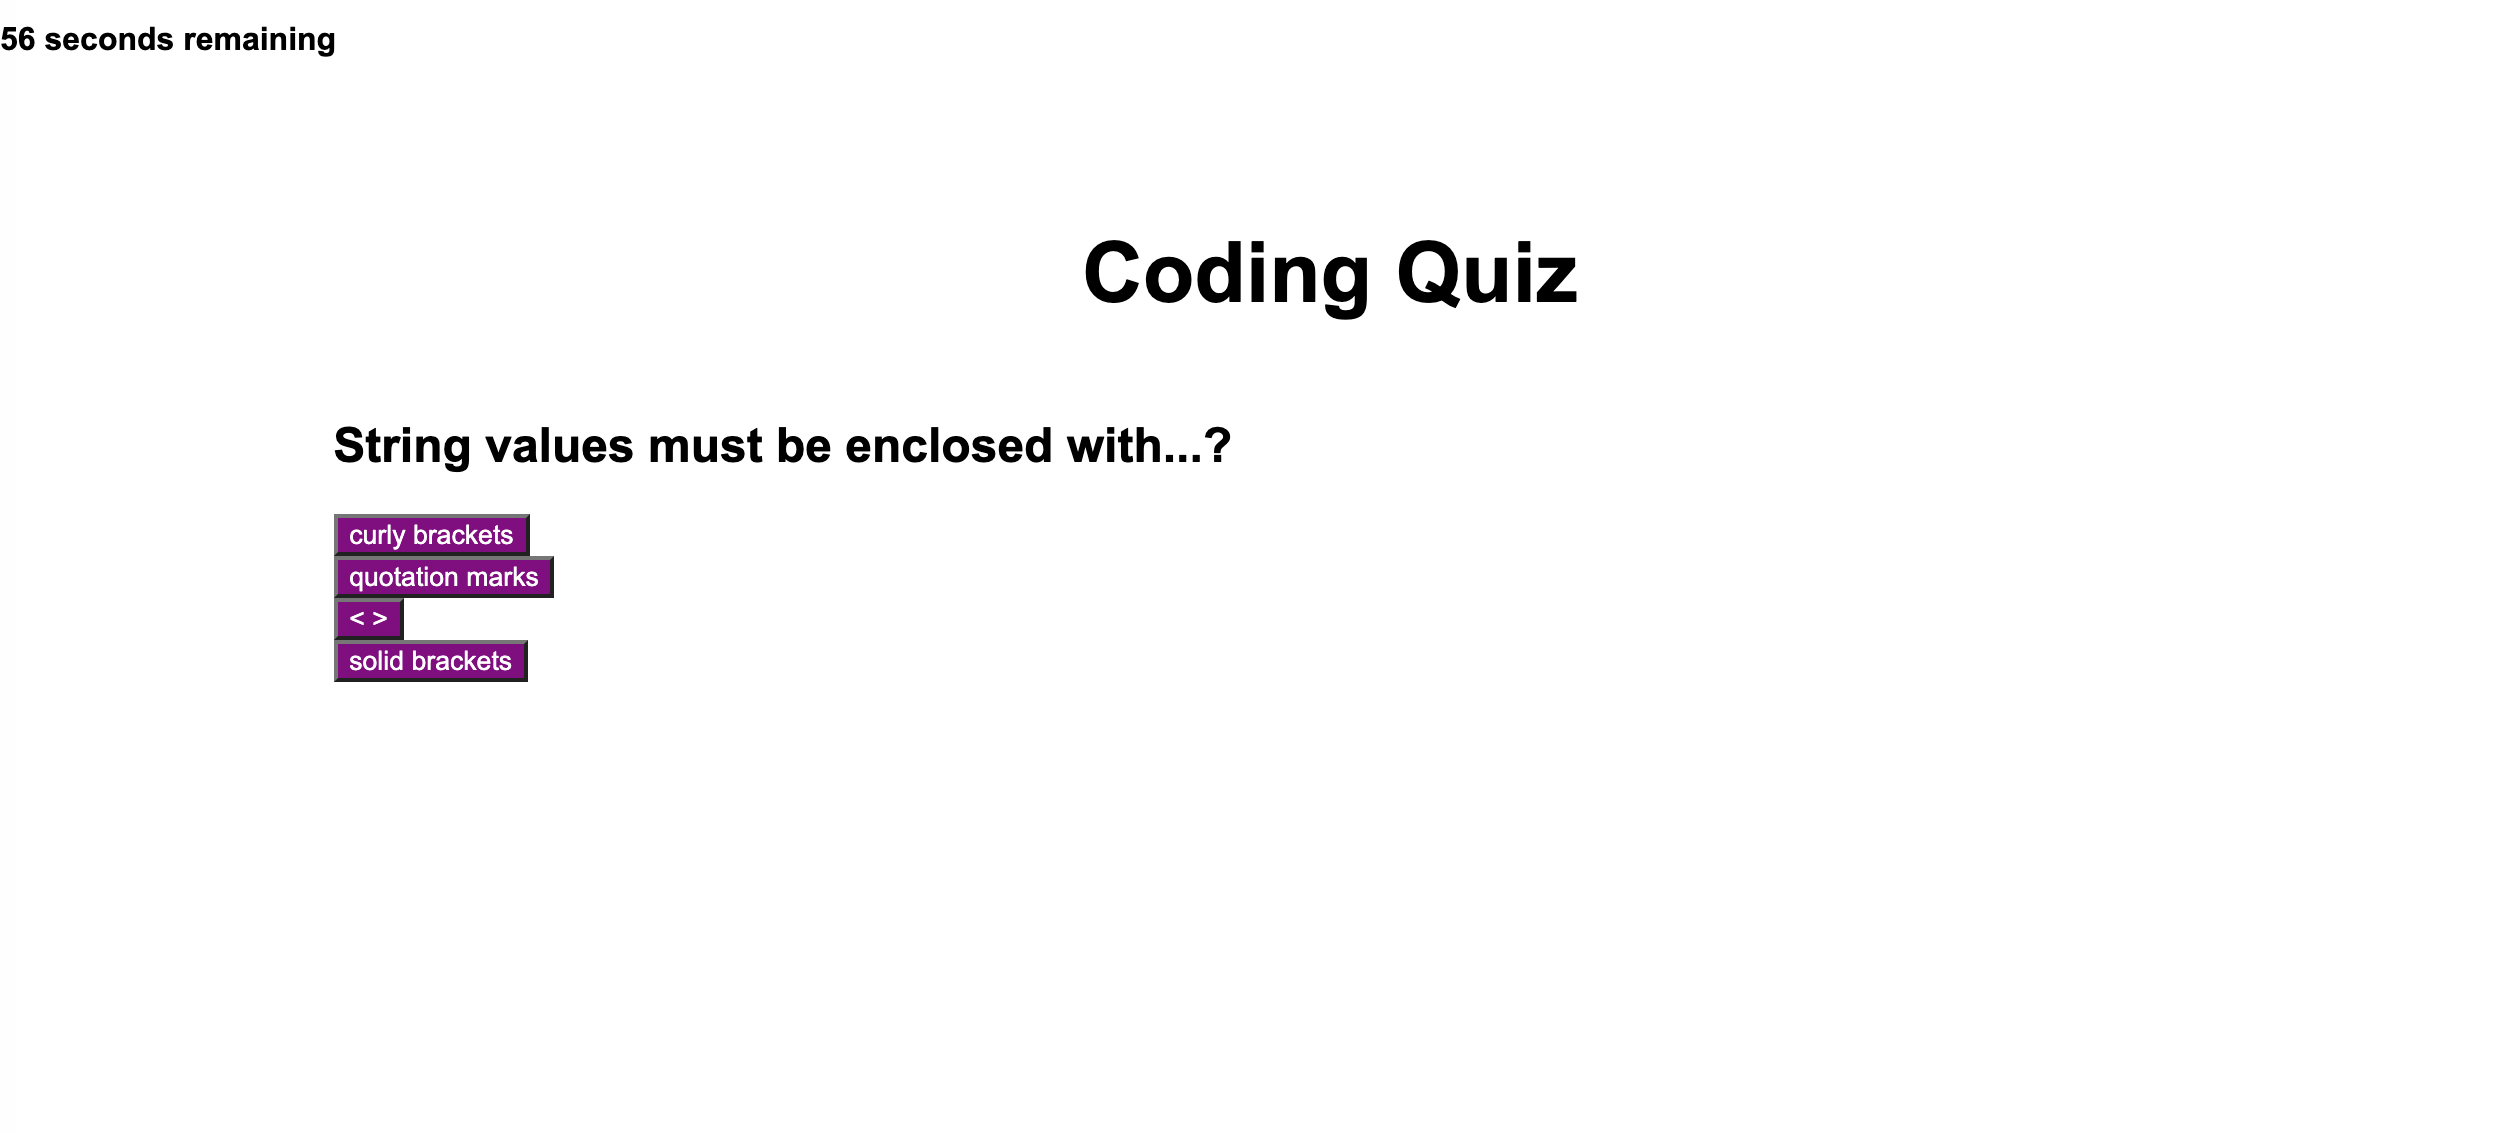 56 seconds remaining
Coding Quiz
String values must be enclosed with...?
curly brackets
quotation marks
< >
solid brackets